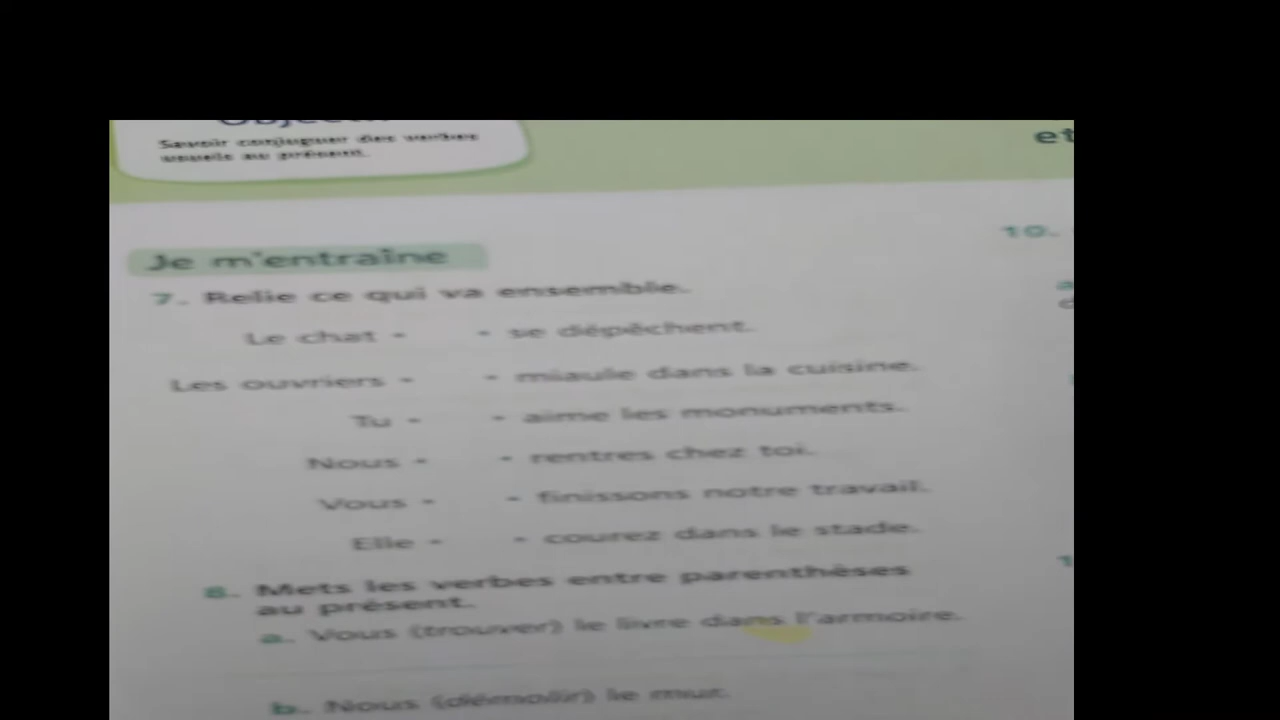 Objectif
Savoir conjuguer des verbes
usuels au présent.
et
Je m'entraîne
7. Relie ce qui va ensemble.
Le chat - - se dépêchent.
Les ouvriers - - miaule dans la cuisine.
Tu - - aime les monuments.
Nous - - rentres chez toi.
Vous - - finissons notre travail.
Elle - - courez dans le stade.
8. Mets les verbes entre parenthèses
au présent.
a. Vous (trouver) le livre dans l'armoire.
b. Nous (démolir) le mur.
10.